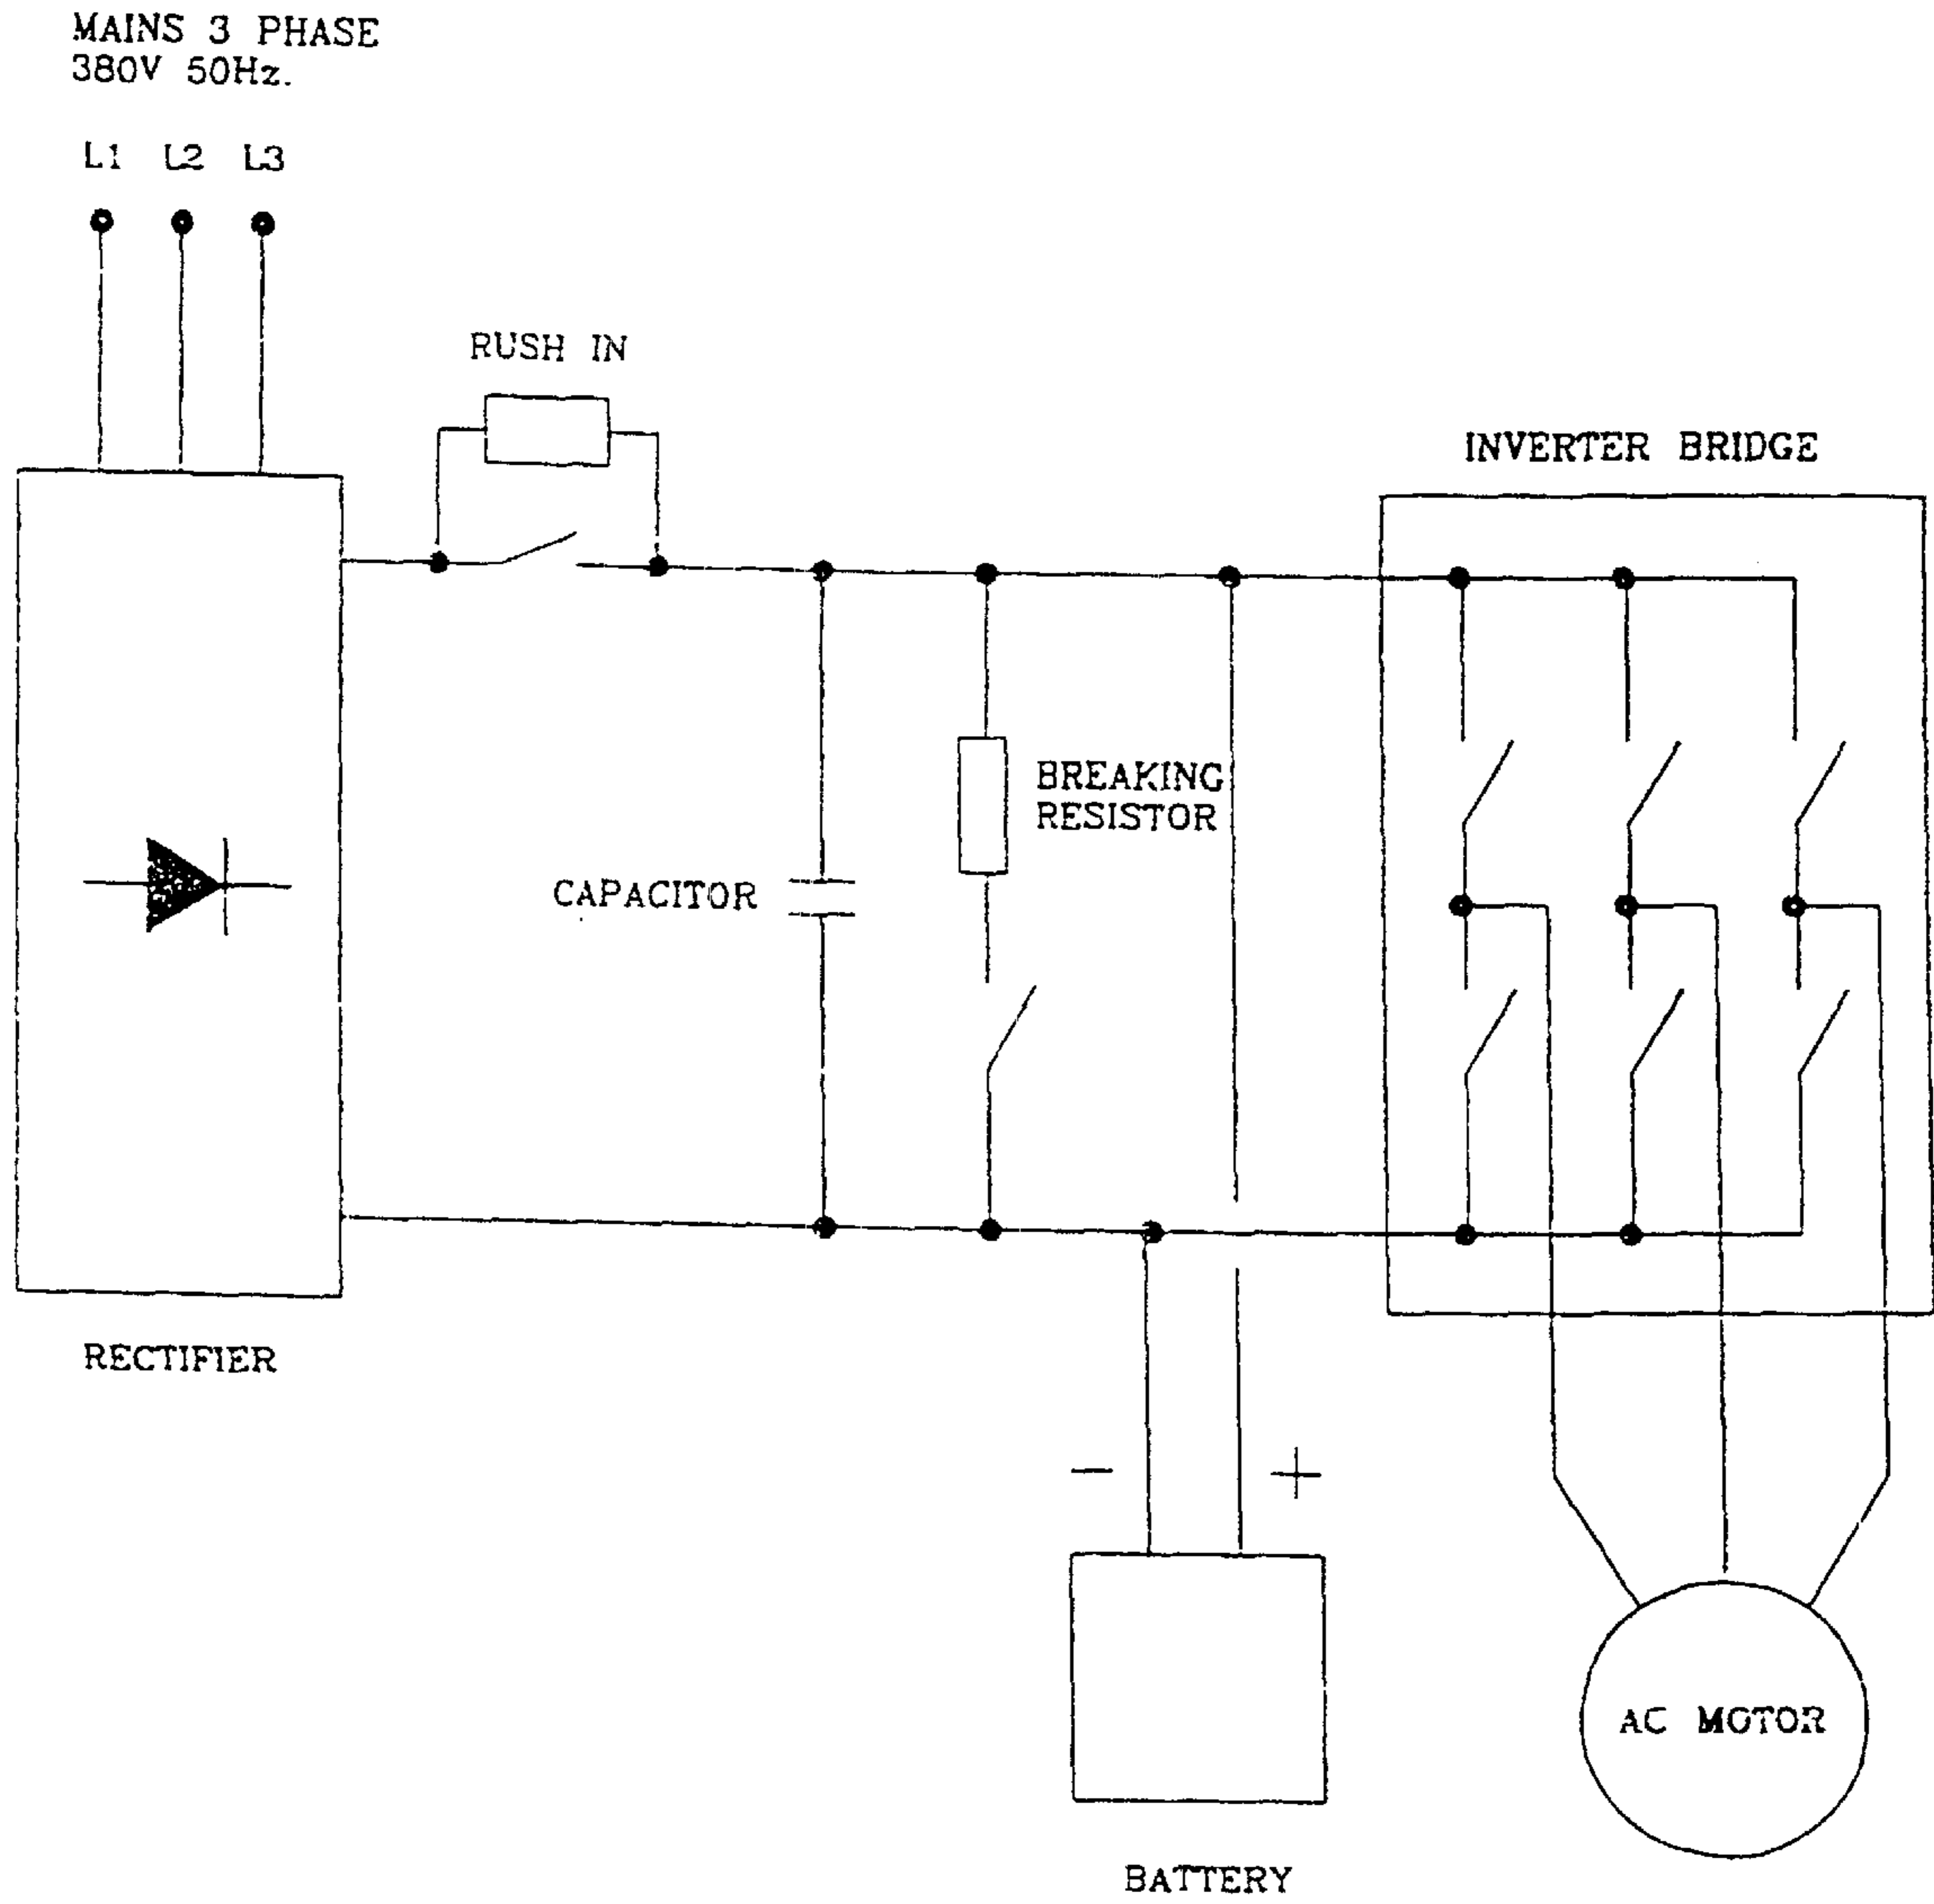 MAINS 3 PHASE
380V 50Hz.
L1 L2 L3
RUSH IN
INVERTER BRIDGE
BREAKING
RESISTOR
CAPACITOR
RECTIFIER
- +
AC MOTOR
BATTERY